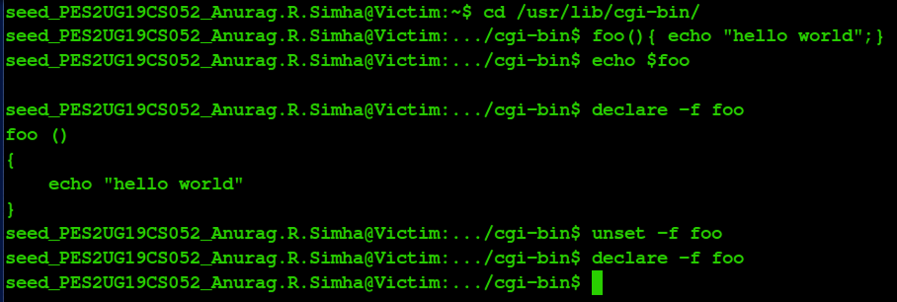 seed_PES2UG19CS052_Anurag.R.Simha@Victim:~$ cd /usr/lib/cgi-bin/
seed_PES2UG19CS052_Anurag.R.Simha@Victim:.../cgi-bin$ foo(){ echo "hello world";}
seed_PES2UG19CS052_Anurag.R.Simha@Victim:.../cgi-bin$ echo $foo

seed_PES2UG19CS052_Anurag.R.Simha@Victim:.../cgi-bin$ declare -f foo
foo ()
{
    echo "hello world"
}
seed_PES2UG19CS052_Anurag.R.Simha@Victim:.../cgi-bin$ unset -f foo
seed_PES2UG19CS052_Anurag.R.Simha@Victim:.../cgi-bin$ declare -f foo
seed_PES2UG19CS052_Anurag.R.Simha@Victim:.../cgi-bin$